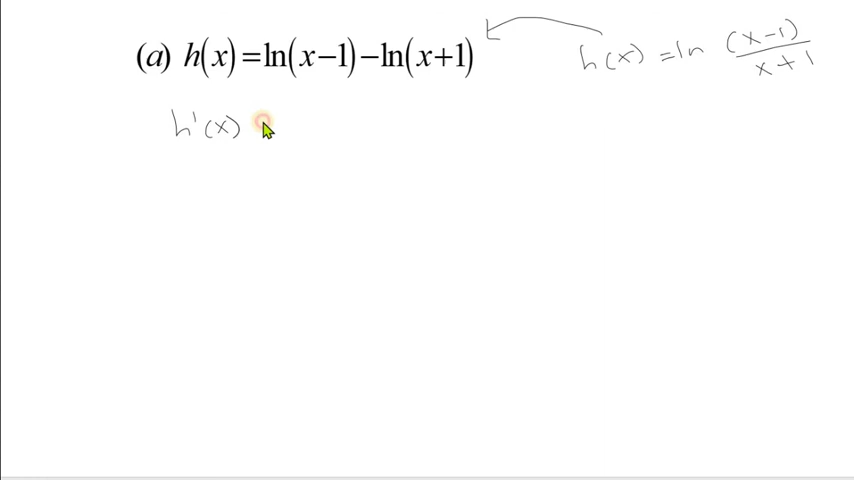 (a) h(x)=ln(x−1)−ln(x+1)
h(x) = ln (x-1)/x+1
h'(x)